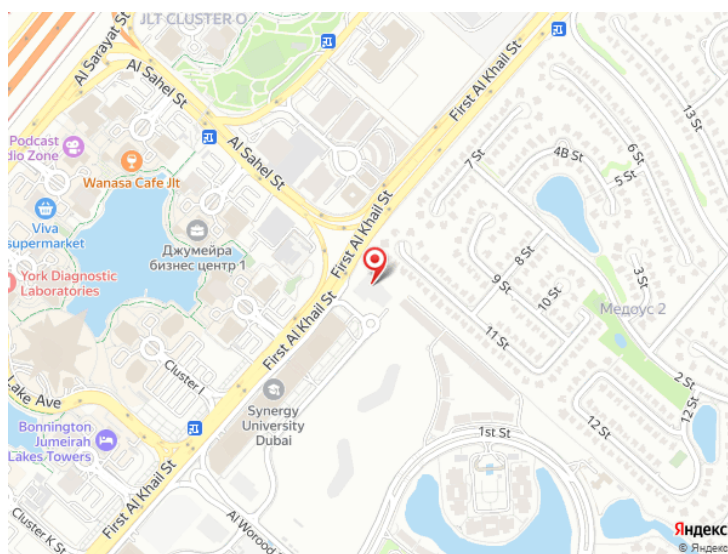 JLT CLUSTER O
Al Sarayat St
Al Sahel St
First Al Khail St
Podcast
dio Zone
Wanasa Cafe Jlt
Al Sahel St
7 St
4B St
5 St
6 St
13 St
Viva
supermarket
Джумейра
бизнес центр 1
First Al Khail St
York Diagnostic
Laboratories
8 St
9 St
10 St
3 St
Медоус 2
11 St
First Al Khail St
Cluster I
Lake Ave
2 St
12 St
12 St
Synergy
University
Dubai
Bonnington
Jumeirah
Lakes Towers
1st St
First Al Khail St
Cluster K St
Al Worood
Яндекс
© Яндекс